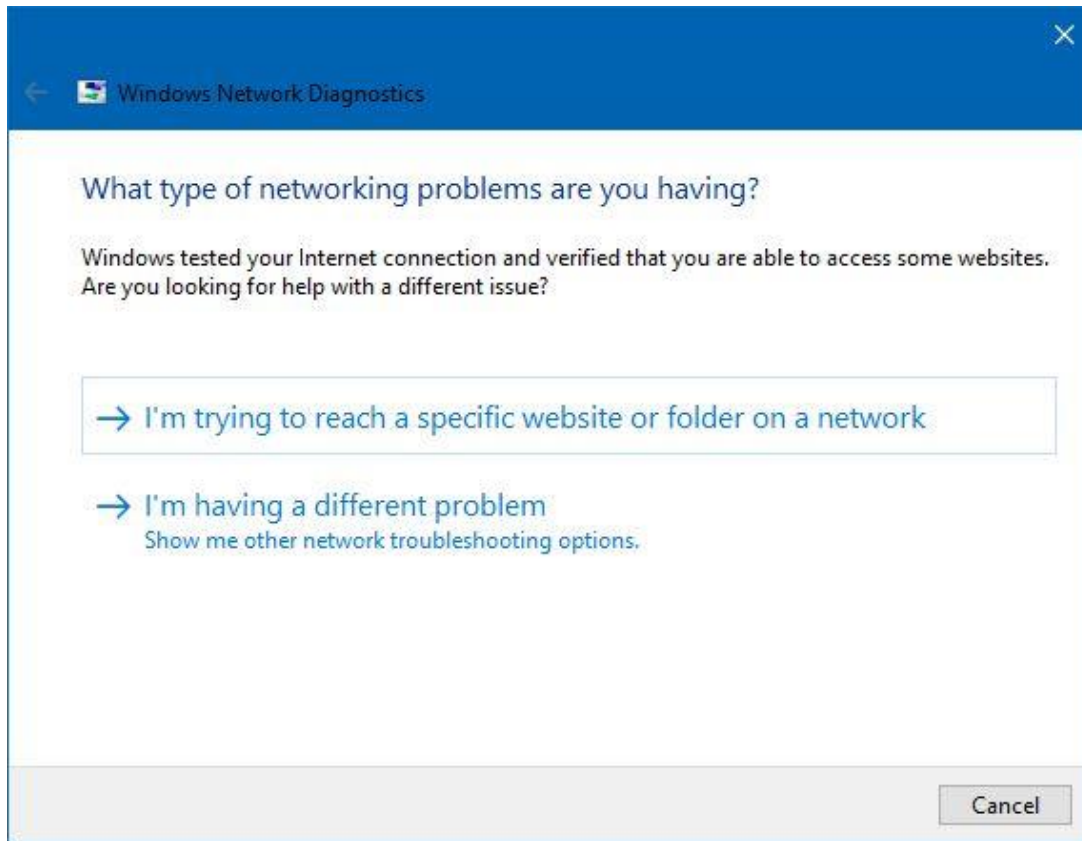 Windows Network Diagnostics
What type of networking problems are you having?
Windows tested your Internet connection and verified that you are able to access some websites.
Are you looking for help with a different issue?
I'm trying to reach a specific website or folder on a network
I'm having a different problem
Show me other network troubleshooting options.
Cancel